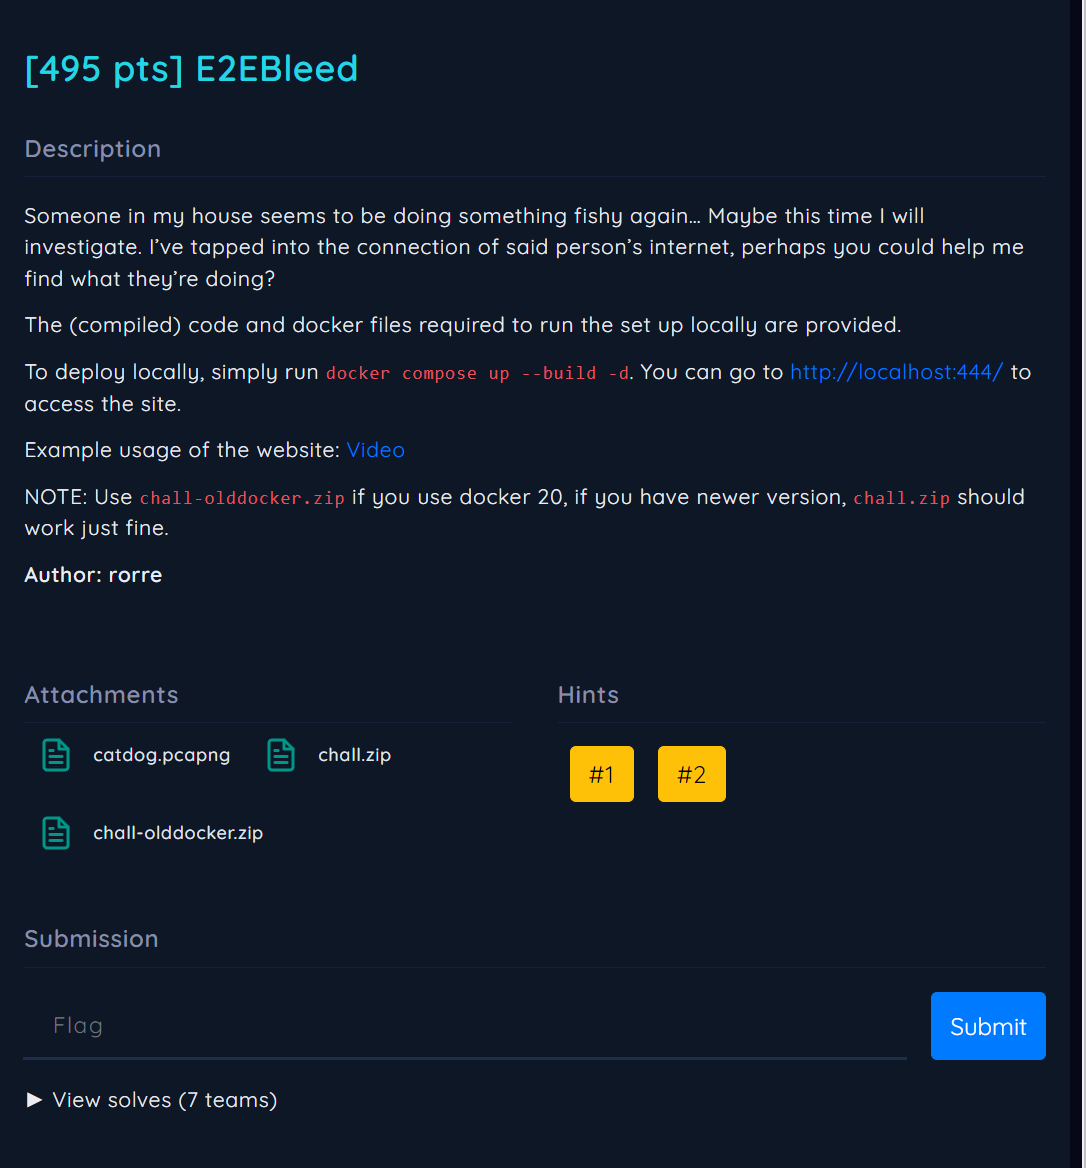 [495 pts] E2EBleed
Description
Someone in my house seems to be doing something fishy again... Maybe this time I will
investigate. I've tapped into the connection of said person's internet, perhaps you could help me
find what they're doing?
The (compiled) code and docker files required to run the set up locally are provided.
To deploy locally, simply run docker compose up --build -d. You can go to http://localhost:444/ to
access the site.
Example usage of the website: Video
NOTE: Use chall-olddocker.zip if you use docker 20, if you have newer version, chall.zip should
work just fine.
Author: rorre
Attachments
catdog.pcapng
chall.zip
chall-olddocker.zip
Hints
#1
#2
Submission
Flag
Submit
► View solves (7 teams)